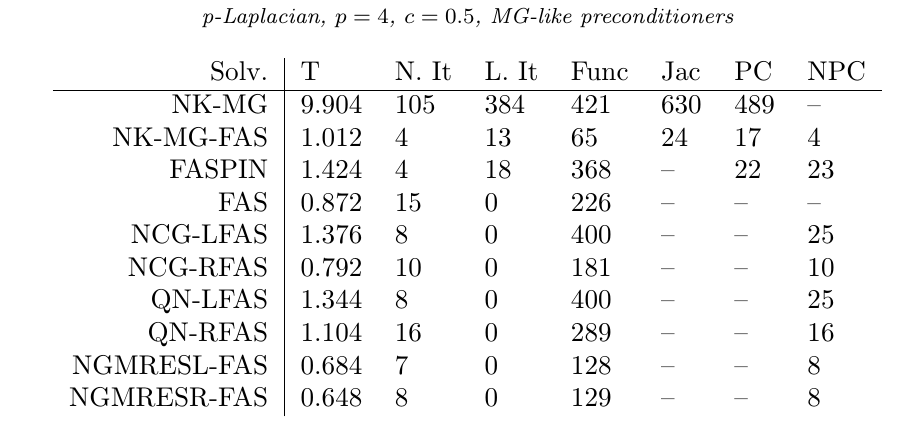 p-Laplacian, p = 4, c = 0.5, MG-like preconditioners
Solv. T N. It L. It Func Jac PC NPC
NK-MG 9.904 105 384 421 630 489 –
NK-MG-FAS 1.012 4 13 65 24 17 4
FASPIN 1.424 4 18 368 – 22 23
FAS 0.872 15 0 226 – – –
NCG-LFAS 1.376 8 0 400 – – 25
NCG-RFAS 0.792 10 0 181 – – 10
QN-LFAS 1.344 8 0 400 – – 25
QN-RFAS 1.104 16 0 289 – – 16
NGMRESL-FAS 0.684 7 0 128 – – 8
NGMRESR-FAS 0.648 8 0 129 – – 8